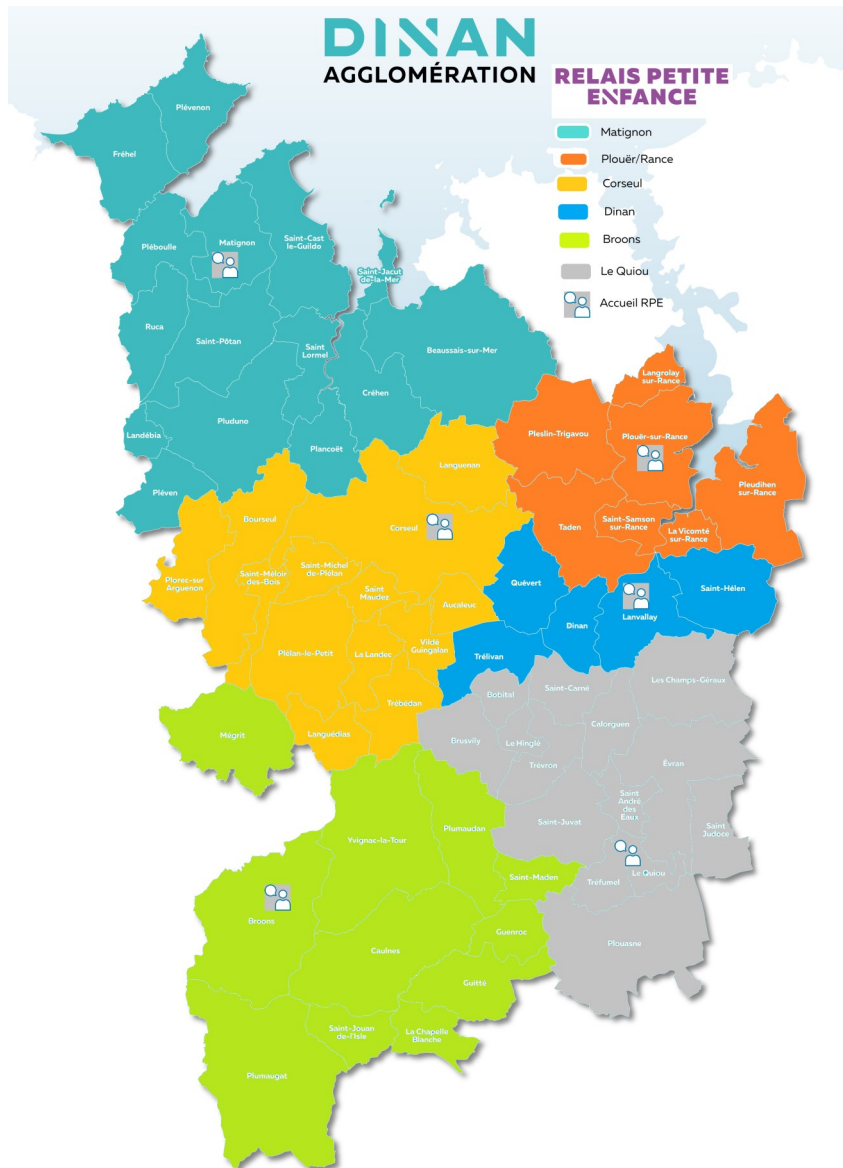 DINAN
AGGLOMÉRATION
RELAIS PETITE
ENFANCE
Matignon
Plouër/Rance
Corseul
Dinan
Broons
Le Quiou
Accueil RPE
Plévenon
Fréhel
Pléboulle
Matignon
Saint-Cast
le-Guildo
Saint-Jacut
de-la-Mer
Ruca
Saint-Pôtan
Saint
Lormel
Beaussais-sur-Mer
Créhen
Landébia
Pluduno
Plancoët
Pléven
Langrolay
sur-Rance
Pleslin-Trigavou
Plouër-sur-Rance
Pleudihen
sur-Rance
Taden
Saint-Samson
sur-Rance
La Vicomté
sur-Rance
Languenan
Bourseul
Corseul
Plorec-sur
Arguenon
Saint-Méloir
des-Bois
Saint-Michel
de-Plélan
Saint
Maudez
Aucaleuc
Plélan-le-Petit
La Landec
Vildé
Guingalan
Trébédan
Languédias
Quévert
Dinan
Lanvallay
Saint-Hélen
Trélivan
Mégrit
Bobital
Saint-Carné
Les Champs-Géraux
Calorguen
Brusvily
Le Hinglé
Trévron
Évran
Saint
André
des
Eaux
Saint-Juvat
Saint
Judoce
Tréfumel
Le Quiou
Plouasne
Yvignac-la-Tour
Plumaudan
Saint-Maden
Broons
Caulnes
Guenroc
Guitté
Saint-Jouan
de-l'Isle
La Chapelle
Blanche
Plumaugat